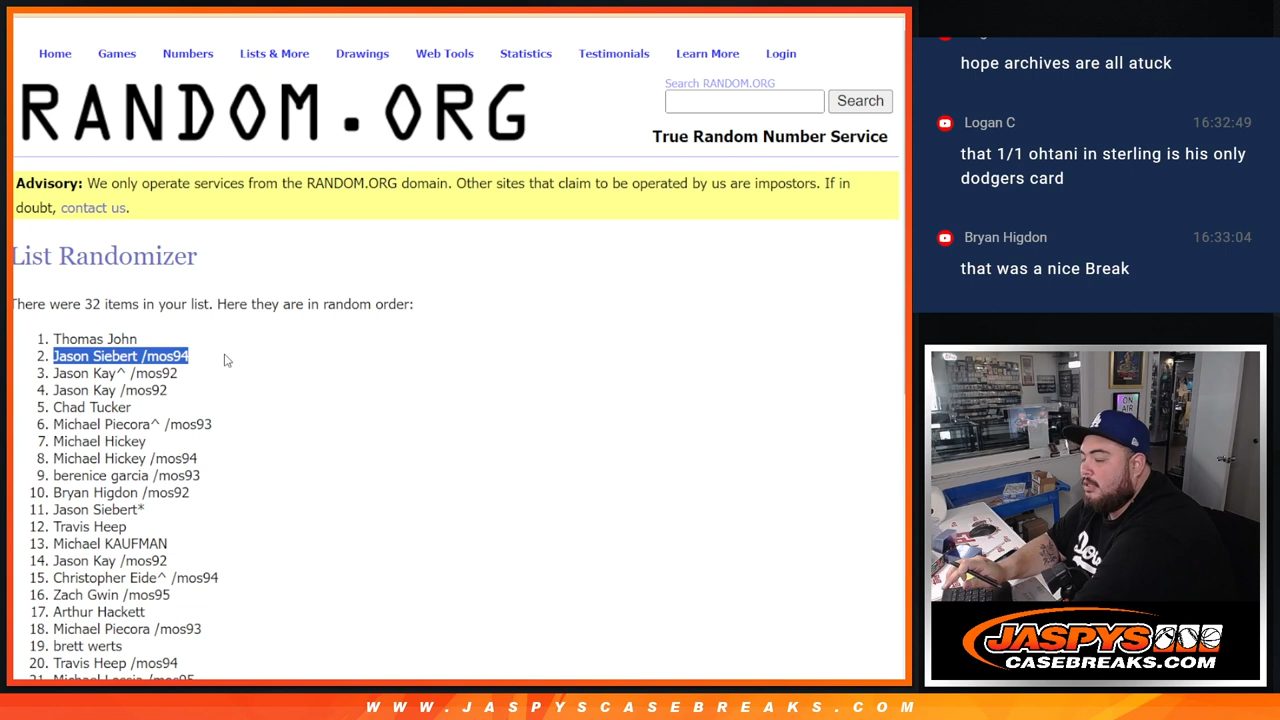 Home Games Numbers Lists & More Drawings Web Tools Statistics Testimonials Learn More Login
RANDOM.ORG
Search RANDOM.ORG
Search
True Random Number Service
Advisory: We only operate services from the RANDOM.ORG domain. Other sites that claim to be operated by us are impostors. If in
doubt, contact us.
List Randomizer
There were 32 items in your list. Here they are in random order:
1. Thomas John
2. Jason Siebert /mos94
3. Jason Kay^ /mos92
4. Jason Kay /mos92
5. Chad Tucker
6. Michael Piecora^ /mos93
7. Michael Hickey
8. Michael Hickey /mos94
9. berenice garcia /mos93
10. Bryan Higdon /mos92
11. Jason Siebert*
12. Travis Heep
13. Michael KAUFMAN
14. Jason Kay /mos92
15. Christopher Eide^ /mos94
16. Zach Gwin /mos95
17. Arthur Hackett
18. Michael Piecora /mos93
19. brett werts
20. Travis Heep /mos94
hope archives are all atuck
Logan C 16:32:49
that 1/1 ohtani in sterling is his only
dodgers card
Bryan Higdon 16:33:04
that was a nice Break
ON
AIR
JASPYS
CASEBREAKS.COM
WWW.JASPYSCASEBREAKS.COM